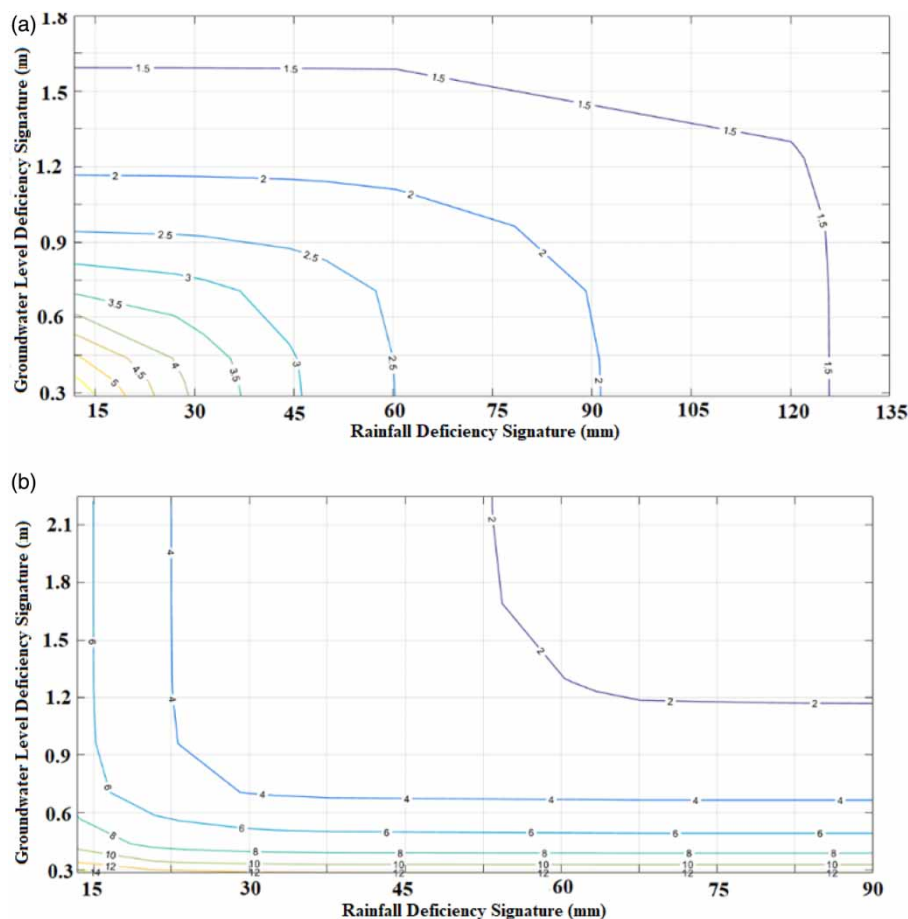 (a)
Groundwater Level Deficiency Signature (m)
1.8
1.5
1.2
0.9
0.6
0.3
1.5 1.5 1.5 1.5 1.5 1.5 1.5
2 2 2 2 2
2.5 2.5 2.5
3 3
3.5 3.5
4
4.5
5
15 30 45 60 75 90 105 120 135
Rainfall Deficiency Signature (mm)
(b)
Groundwater Level Deficiency Signature (m)
2.1
1.8
1.5
1.2
0.9
0.6
0.3
2 2 2 2
4 4 4 4 4 4 4
6 6 6 6 6 6 6
8 8 8 8 8 8
10 10 10 10 10 10
12 12 12 12 12 12
14
15 30 45 60 75 90
Rainfall Deficiency Signature (mm)